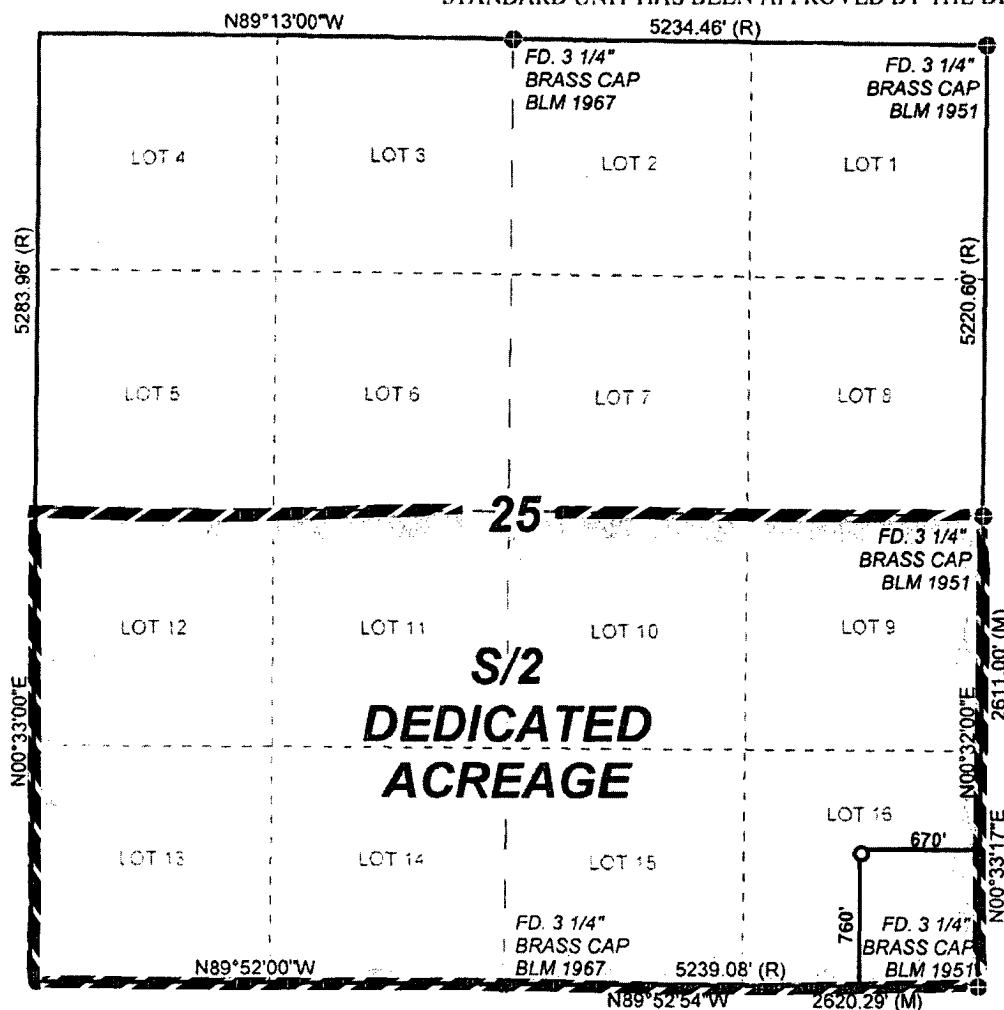 STANDARD UNIT HAS BEEN APPROVED BY THE
N89°13'00"W
5234.46' (R)
FD. 3 1/4"
BRASS CAP
BLM 1967
FD. 3 1/4"
BRASS CAP
BLM 1951
LOT 4
LOT 3
LOT 2
LOT 1
5283.96' (R)
5220.60' (R)
LOT 5
LOT 6
LOT 7
LOT 8
25
FD. 3 1/4"
BRASS CAP
BLM 1951
LOT 12
LOT 11
LOT 10
LOT 9
S/2
DEDICATED
ACREAGE
N00°33'00"E
N00°32'00"E
2611.00' (M)
N00°33'17"E
LOT 16
670'
760'
LOT 13
LOT 14
LOT 15
FD. 3 1/4"
BRASS CAP
BLM 1967
FD. 3 1/4"
BRASS CAP
BLM 1951
N89°52'00"W
5239.08' (R)
N89°52'54"W
2620.29' (M)